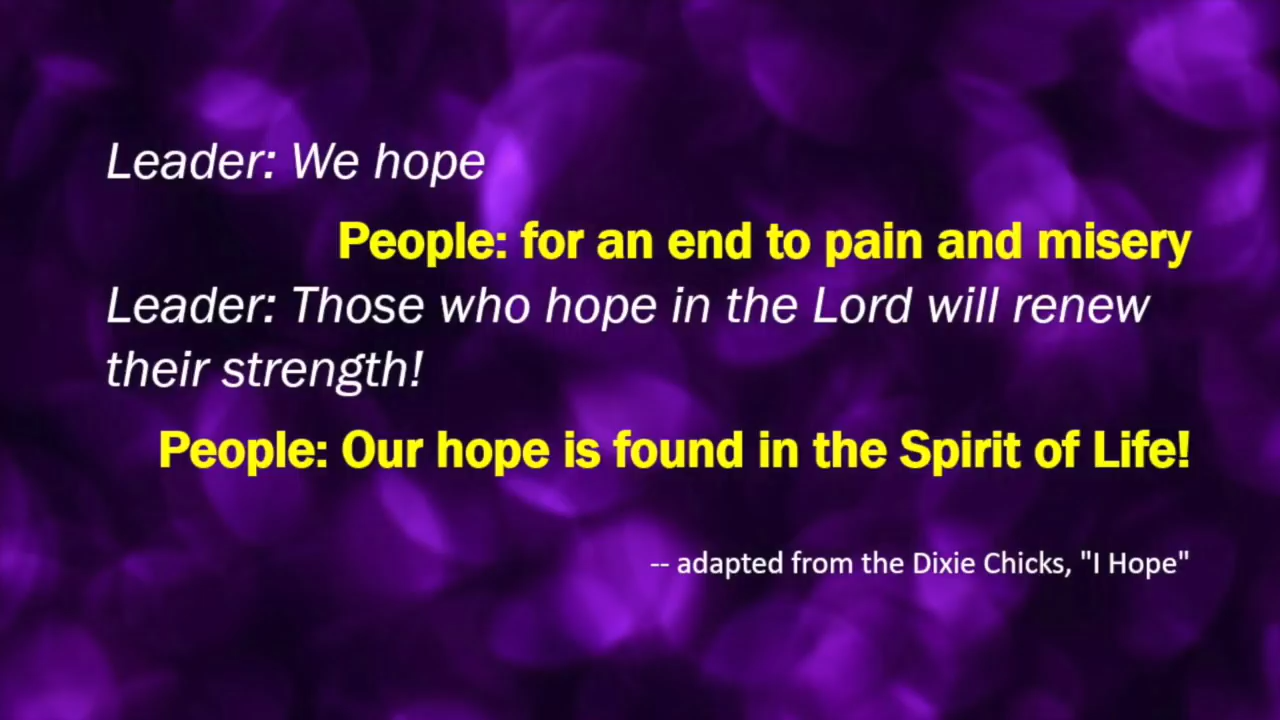 Leader: We hope
People: for an end to pain and misery
Leader: Those who hope in the Lord will renew
their strength!
People: Our hope is found in the Spirit of Life!
-- adapted from the Dixie Chicks, "I Hope"